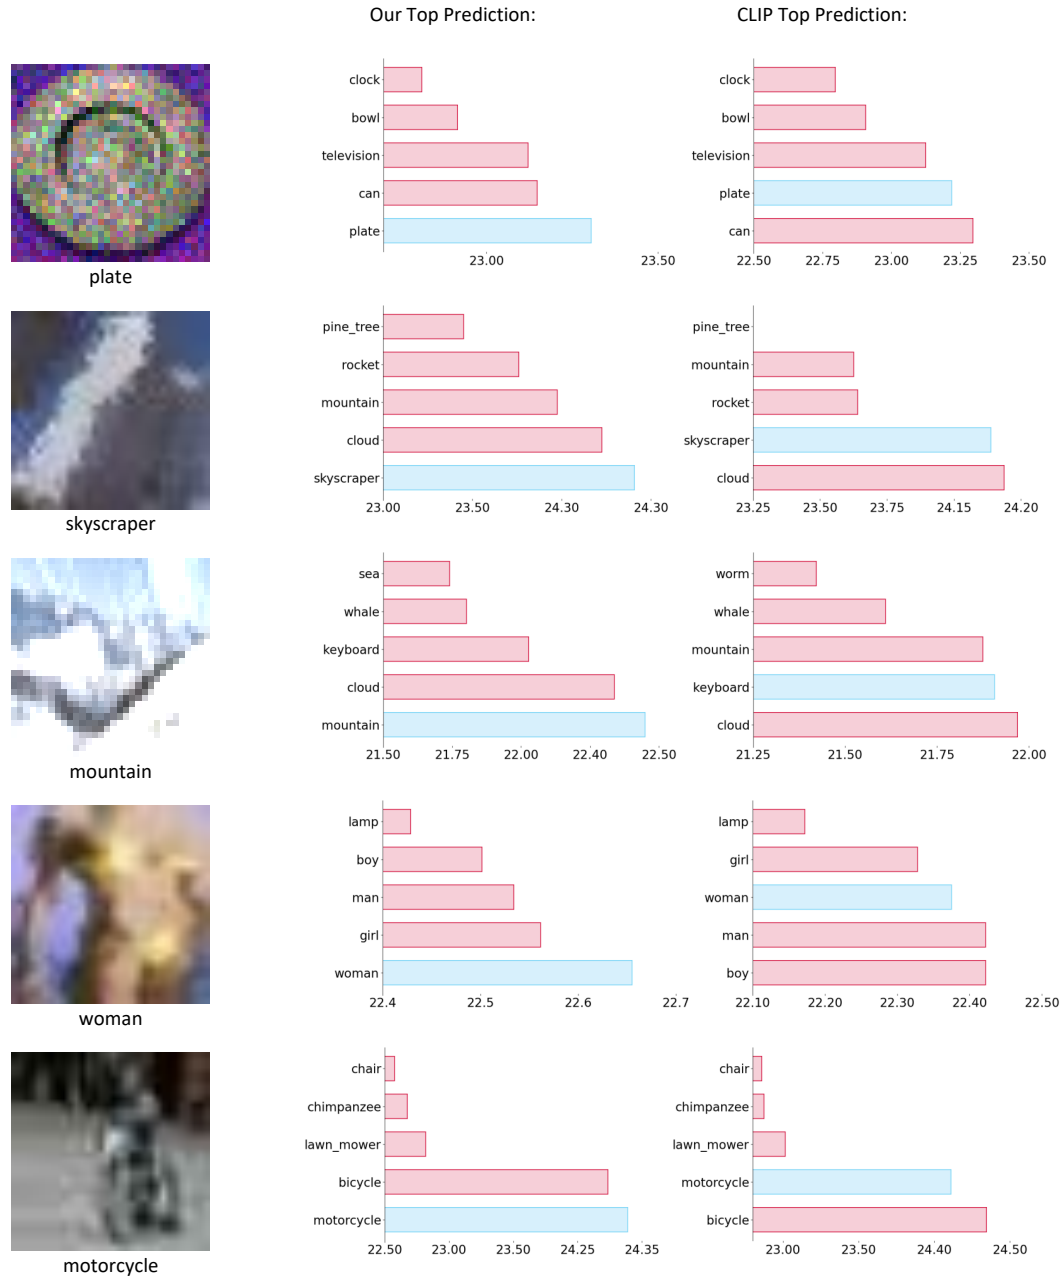 Our Top Prediction:
CLIP Top Prediction:
plate
clock
bowl
television
can
plate
23.00 23.50
clock
bowl
television
plate
can
22.50 22.75 23.00 23.30 23.50
skyscraper
pine_tree
rocket
mountain
cloud
skyscraper
23.00 23.50 24.30 24.30
pine_tree
mountain
rocket
skyscraper
cloud
23.25 23.50 23.75 24.15 24.20
mountain
sea
whale
keyboard
cloud
mountain
21.50 21.75 22.00 22.44 22.50
worm
whale
mountain
keyboard
cloud
21.25 21.50 21.75 22.00
woman
lamp
boy
man
girl
woman
22.4 22.5 22.6 22.7
lamp
girl
woman
man
boy
22.10 22.20 22.30 22.40 22.50
motorcycle
chair
chimpanzee
lawn_mower
bicycle
motorcycle
22.50 23.00 23.50 24.25 24.35
chair
chimpanzee
lawn_mower
motorcycle
bicycle
23.00 23.50 24.40 24.50